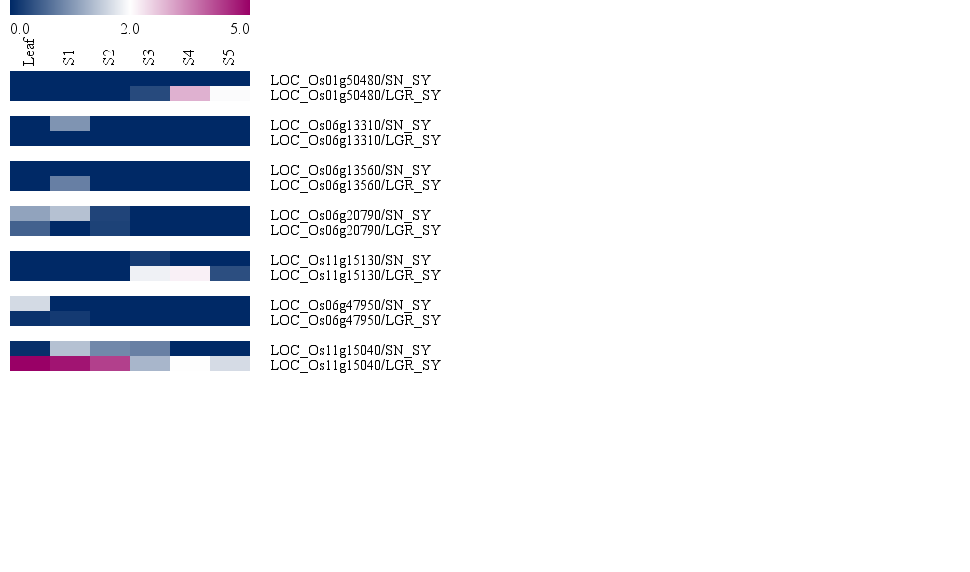 0.0 2.0 5.0
Leaf S1 S2 S3 S4 S5
LOC_Os01g50480/SN_SY
LOC_Os01g50480/LGR_SY
LOC_Os06g13310/SN_SY
LOC_Os06g13310/LGR_SY
LOC_Os06g13560/SN_SY
LOC_Os06g13560/LGR_SY
LOC_Os06g20790/SN_SY
LOC_Os06g20790/LGR_SY
LOC_Os11g15130/SN_SY
LOC_Os11g15130/LGR_SY
LOC_Os06g47950/SN_SY
LOC_Os06g47950/LGR_SY
LOC_Os11g15040/SN_SY
LOC_Os11g15040/LGR_SY